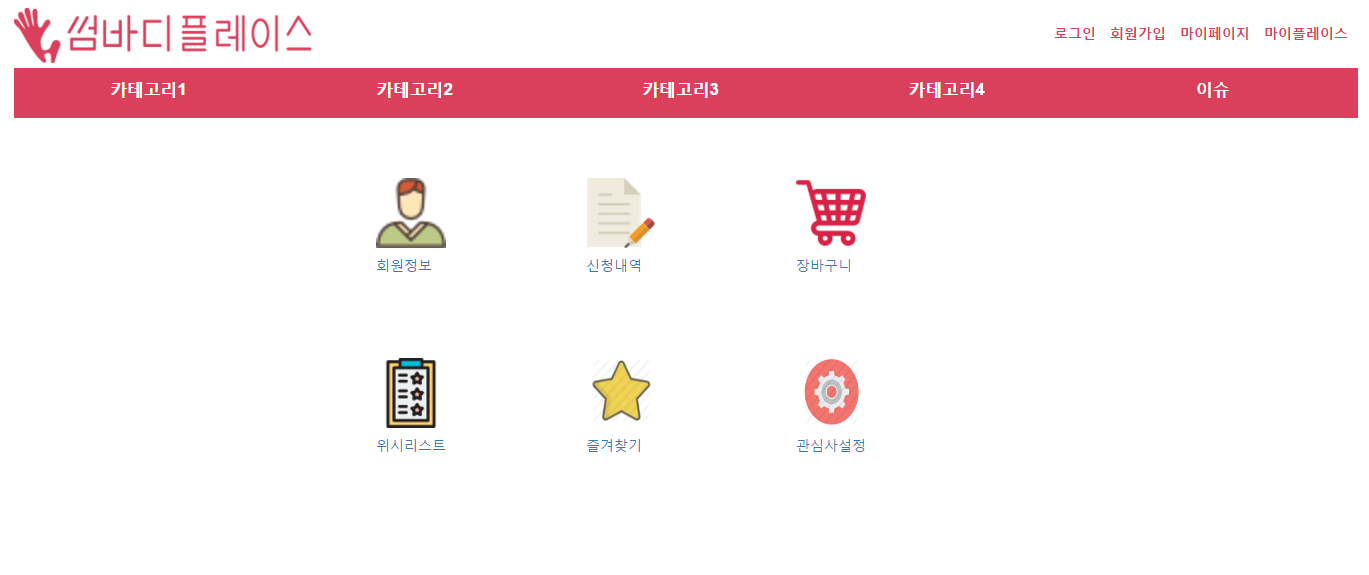 썸바디플레이스
로그인 회원가입 마이페이지 마이플레이스
카테고리1 카테고리2 카테고리3 카테고리4 이슈
회원정보 신청내역 장바구니
위시리스트 즐겨찾기 관심사설정